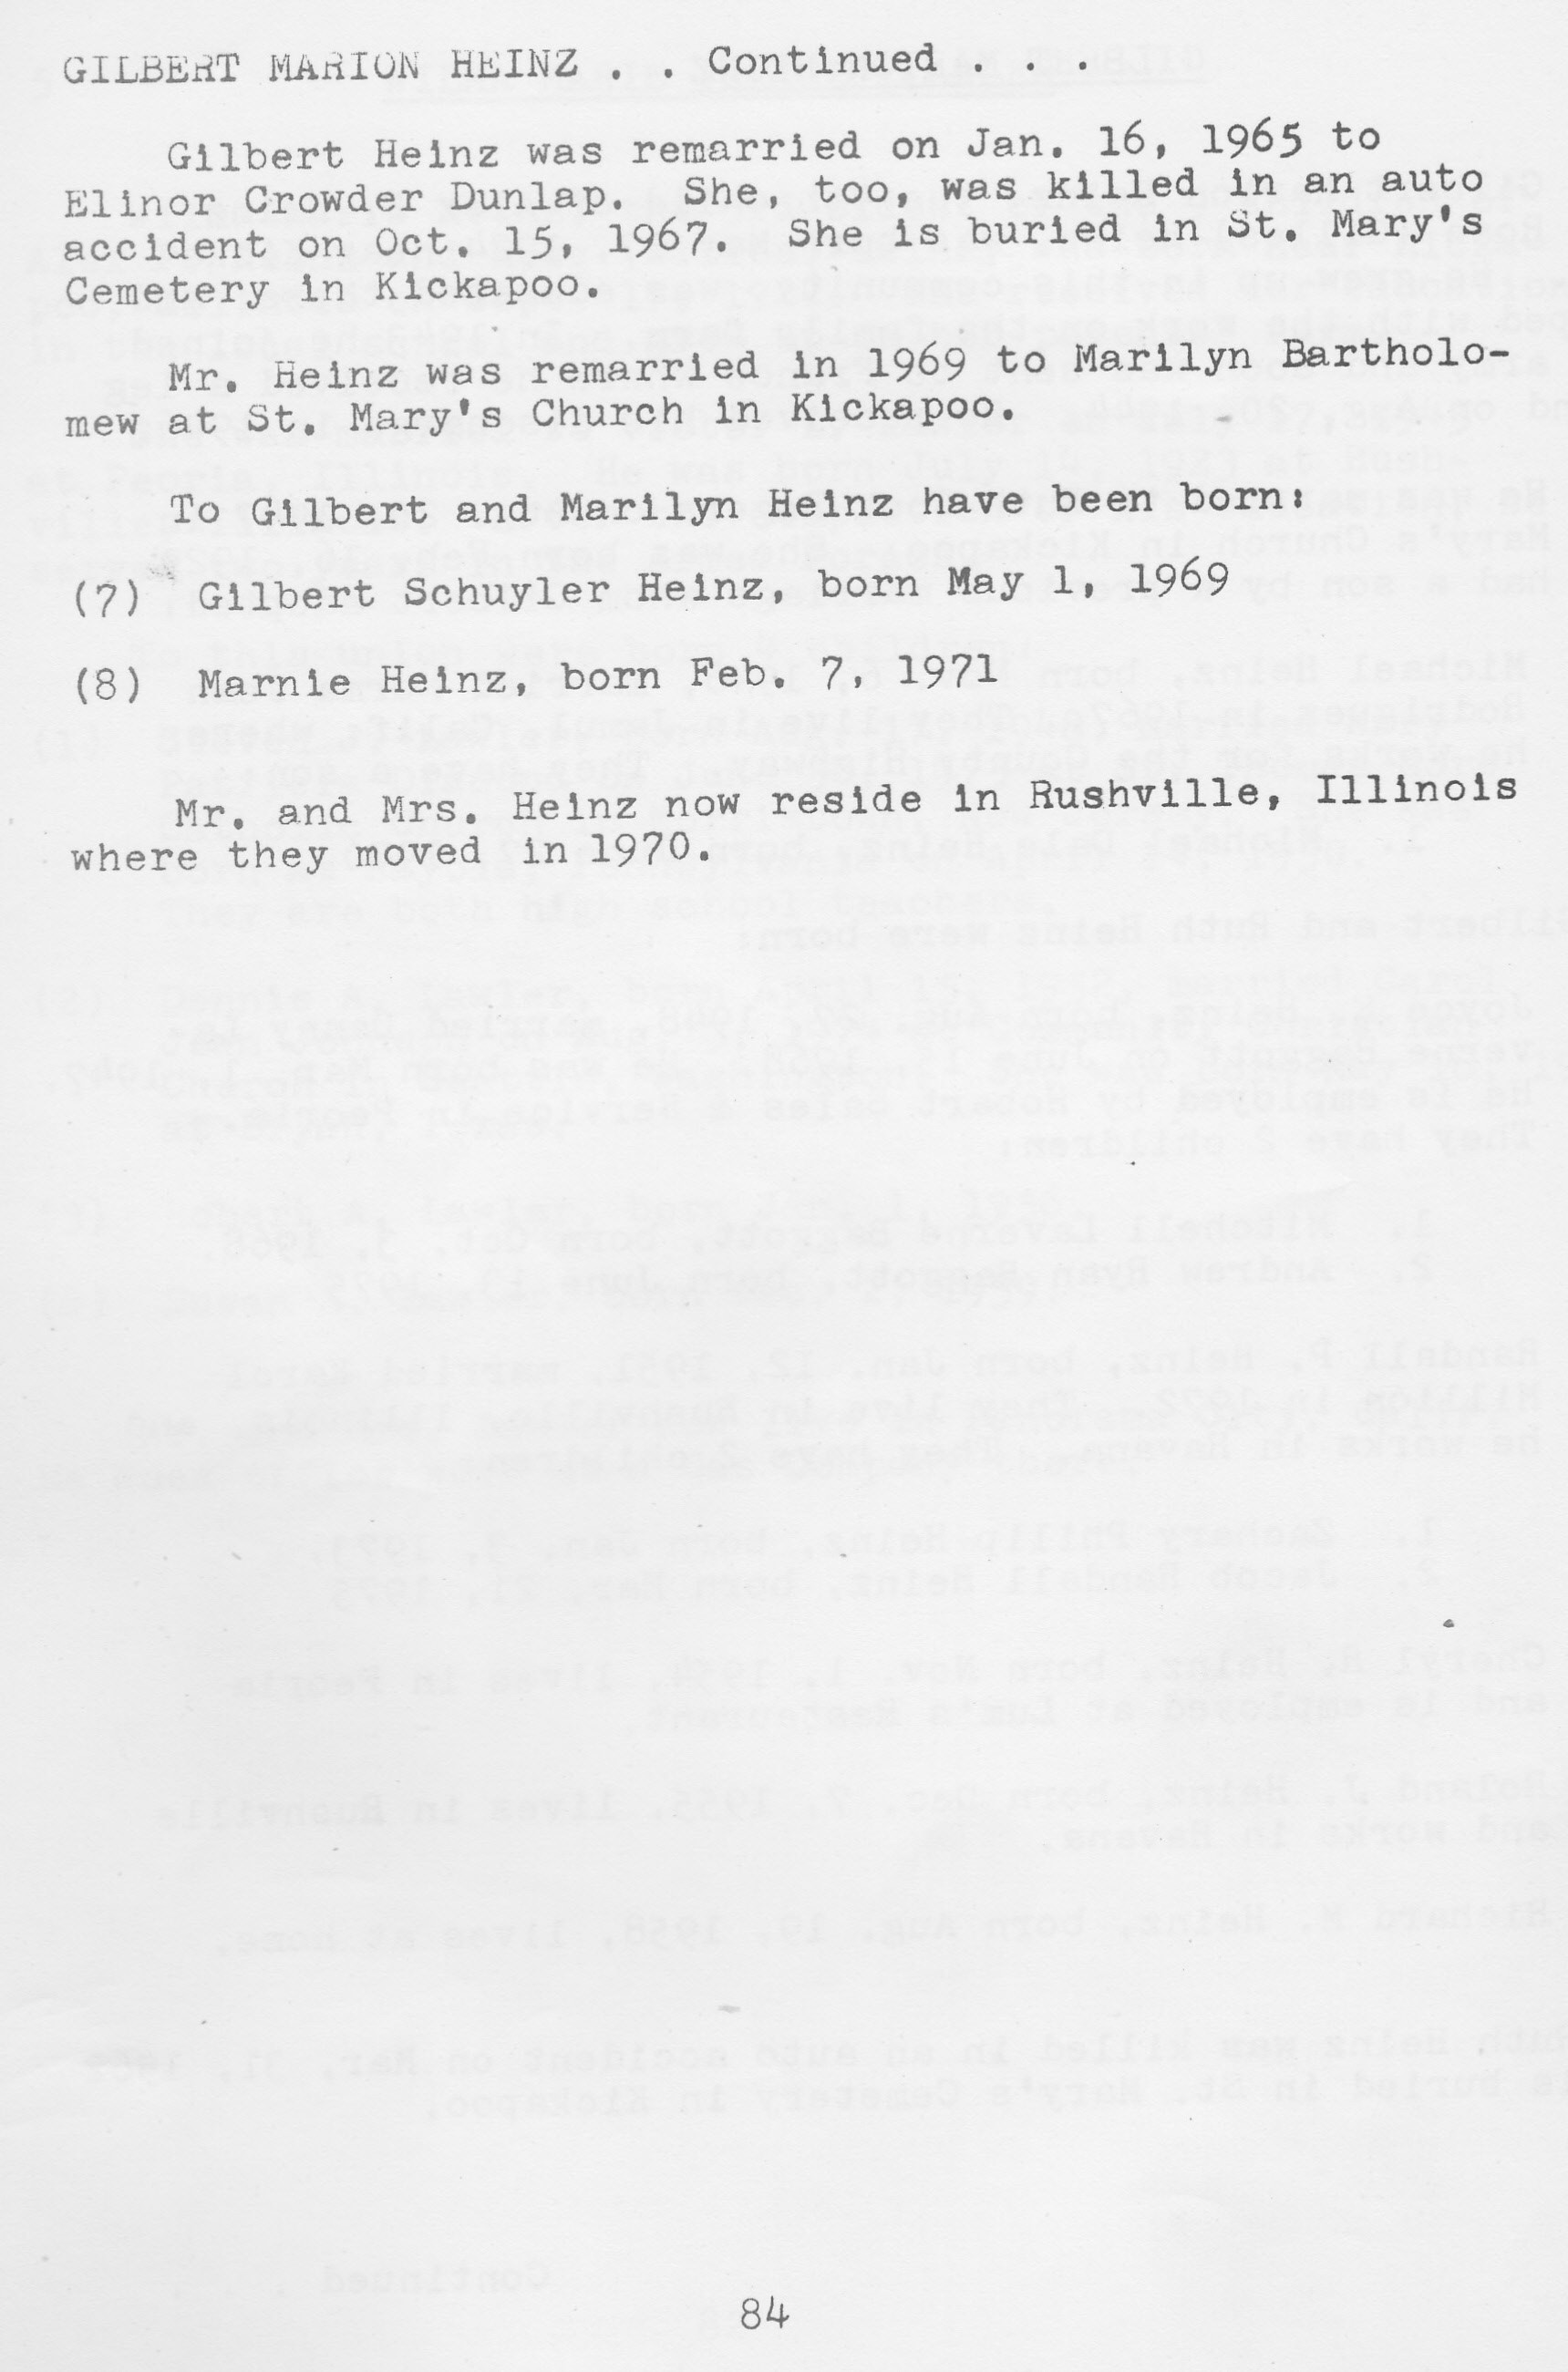 GILBERT MARION HEINZ . . Continued . . .
Gilbert Heinz was remarried on Jan. 16, 1965 to
Elinor Crowder Dunlap. She, too, was killed in an auto
accident on Oct. 15, 1967. She is buried in St. Mary's
Cemetery in Kickapoo.
Mr. Heinz was remarried in 1969 to Marilyn Bartholo-
mew at St. Mary's Church in Kickapoo.
To Gilbert and Marilyn Heinz have been born:
(7) Gilbert Schuyler Heinz, born May 1, 1969
(8) Marnie Heinz, born Feb. 7, 1971
Mr. and Mrs. Heinz now reside in Rushville, Illinois
where they moved in 1970.
84